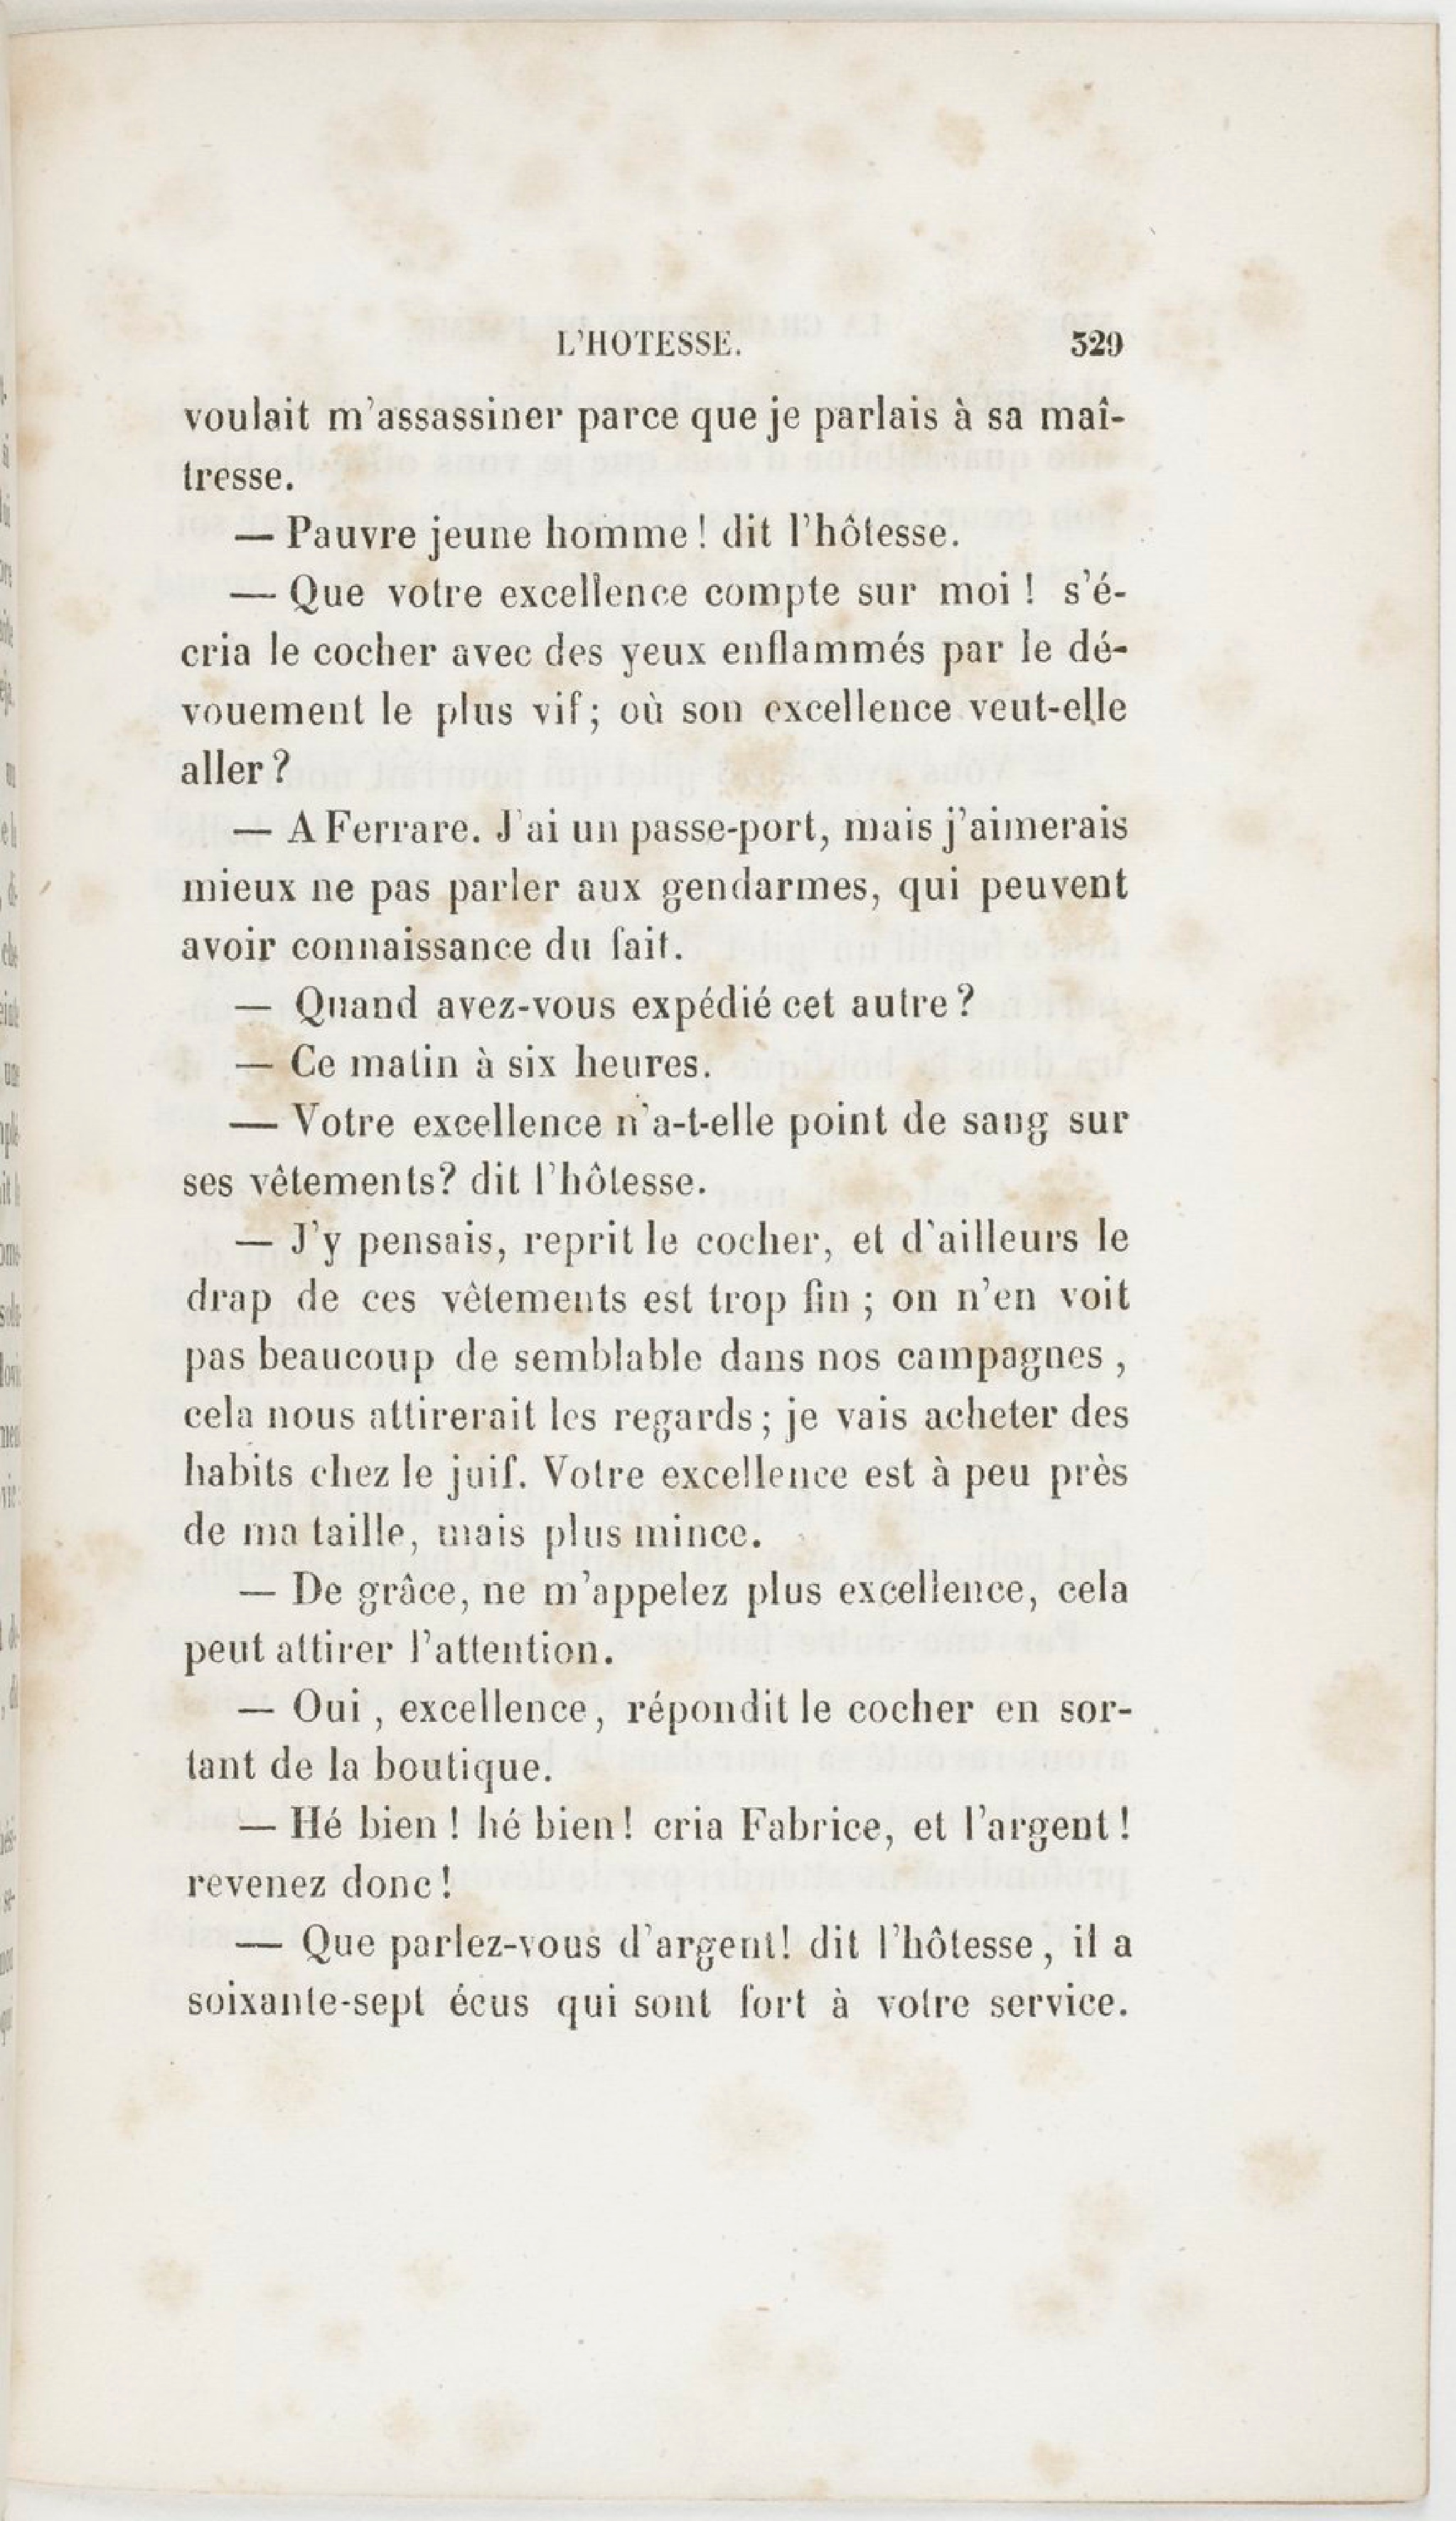 L'HOTESSE. 329
voulait m'assassiner parce que je parlais à sa maî-
tresse.
— Pauvre jeune homme ! dit l'hôtesse.
— Que votre excellence compte sur moi ! s'é-
cria le cocher avec des yeux enflammés par le dé-
vouement le plus vif ; où son excellence veut-elle
aller ?
— A Ferrare. J'ai un passe-port, mais j'aimerais
mieux ne pas parler aux gendarmes, qui peuvent
avoir connaissance du fait.
— Quand avez-vous expédié cet autre ?
— Ce matin à six heures.
— Votre excellence n'a-t-elle point de sang sur
ses vêtements? dit l'hôtesse.
— J'y pensais, reprit le cocher, et d'ailleurs le
drap de ces vêtements est trop fin ; on n'en voit
pas beaucoup de semblable dans nos campagnes ,
cela nous attirerait les regards ; je vais acheter des
habits chez le juif. Votre excellence est à peu près
de ma taille, mais plus mince.
— De grâce, ne m'appelez plus excellence, cela
peut attirer l'attention.
— Oui , excellence, répondit le cocher en sor-
tant de la boutique.
— Hé bien ! hé bien! cria Fabrice, et l'argent !
revenez donc !
— Que parlez-vous d'argent! dit l'hôtesse, il a
soixante-sept écus qui sont fort à votre service.